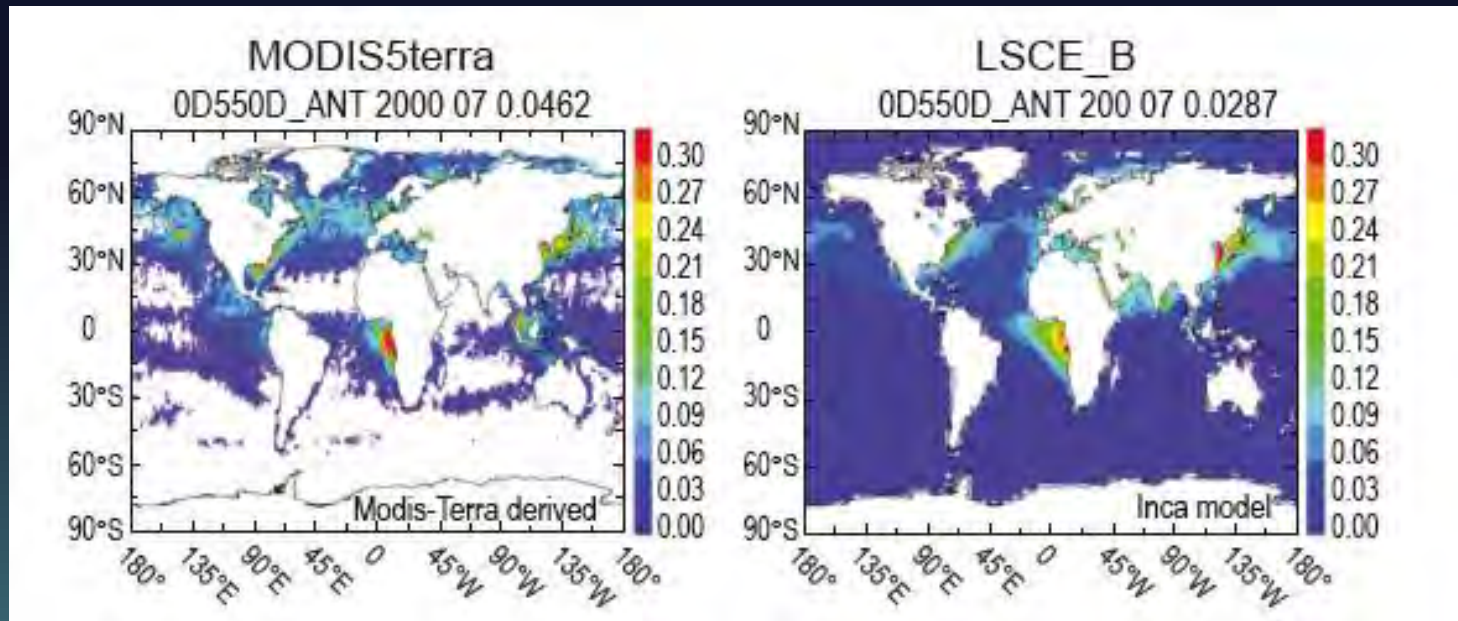 MODIS5terra
0D550D_ANT 2000 07 0.0462
90°N
60°N
30°N
0
30°S
60°S
90°S
Modis-Terra derived
180°
135°E
90°E
45°E
0
45°W
90°W
135°W
180°
0.30
0.27
0.24
0.21
0.18
0.15
0.12
0.09
0.06
0.03
0.00
LSCE_B
0D550D_ANT 200 07 0.0287
90°N
60°N
30°N
0
30°S
60°S
90°S
Inca model
180°
135°E
90°E
45°E
0
45°W
90°W
135°W
180°
0.30
0.27
0.24
0.21
0.18
0.15
0.12
0.09
0.06
0.03
0.00